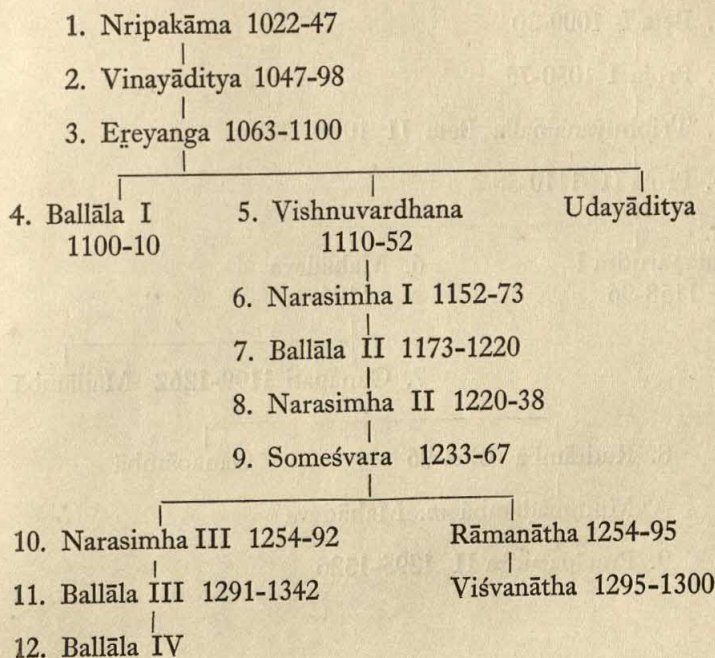 1. Nripakāma 1022-47
2. Vinayāditya 1047-98
3. Eṟeyanga 1063-1100
4. Ballāla I 5. Vishnuvardhana Udayāditya
1100-10 1110-52
6. Narasimha I 1152-73
7. Ballāla II 1173-1220
8. Narasimha II 1220-38
9. Someśvara 1233-67
10. Narasimha III 1254-92 Rāmanātha 1254-95
11. Ballāla III 1291-1342 Viśvanātha 1295-1300
12. Ballāla IV